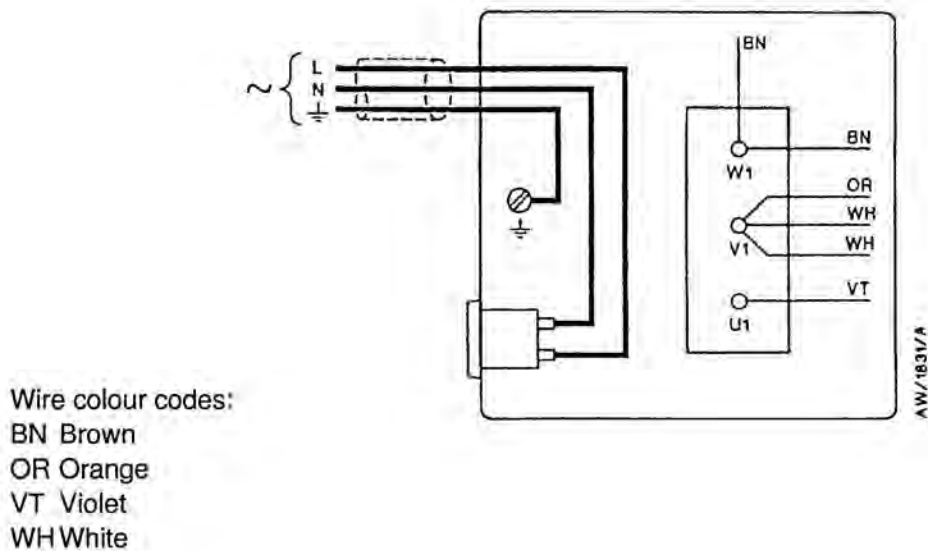 BN
L
N
BN
W1
OR
WH
V1
WH
VT
U1
AW/1831/A
Wire colour codes:
BN Brown
OR Orange
VT Violet
WH White